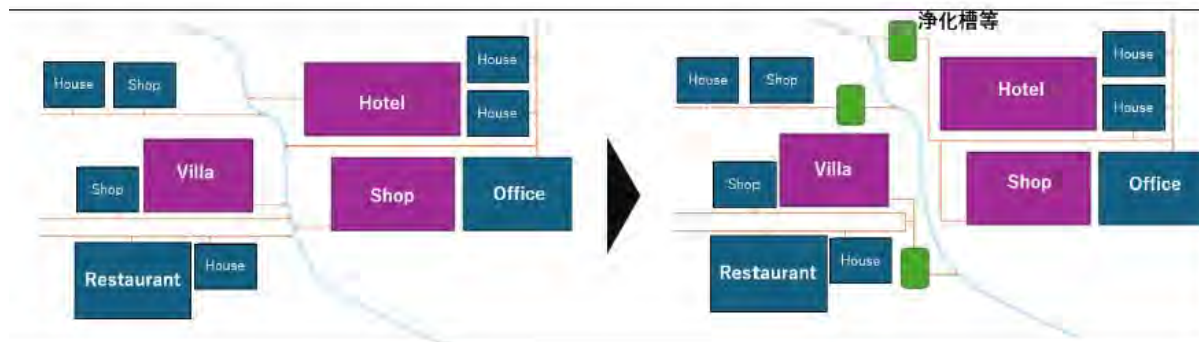 House
Shop
Hotel
House
House
Shop
Villa
Shop
Office
Restaurant
House
浄化槽等
House
Shop
Hotel
House
House
Shop
Villa
Shop
Office
Restaurant
House